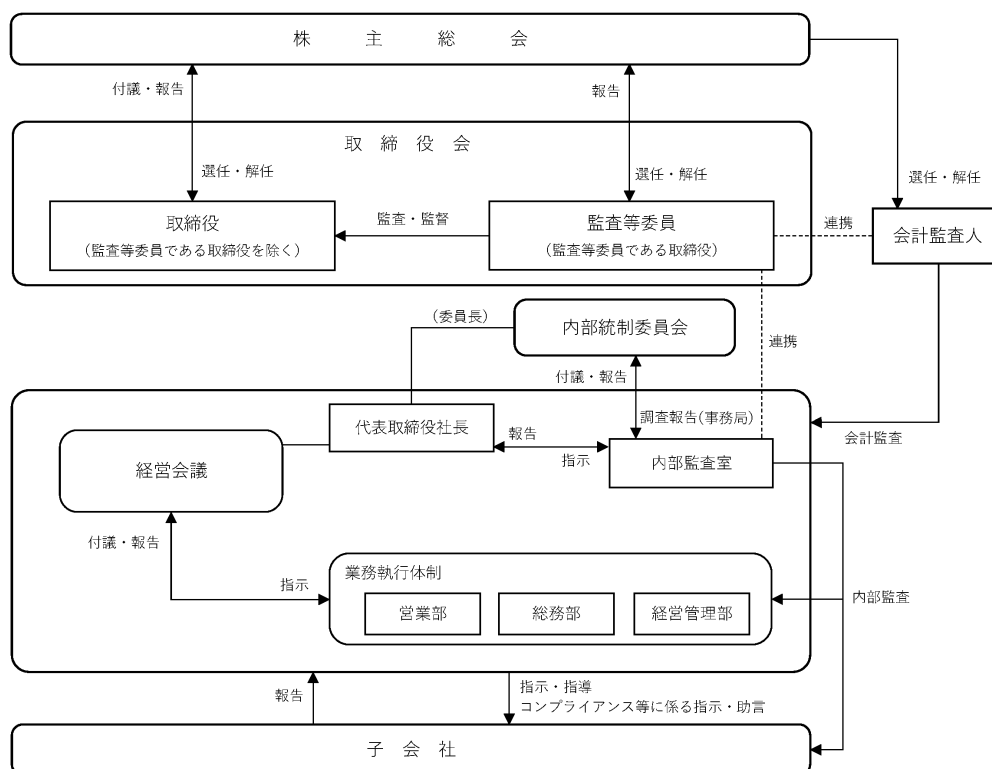 株主総会
付議・報告
報告
取締役会
選任・解任
選任・解任
選任・解任
取締役
(監査等委員である取締役を除く)
監査・監督
監査等委員
(監査等委員である取締役)
連携
会計監査人
(委員長)
内部統制委員会
連携
付議・報告
代表取締役社長
調査報告(事務局)
報告
指示
会計監査
経営会議
内部監査室
付議・報告
指示
業務執行体制
営業部
総務部
経営管理部
内部監査
報告
指示・指導
コンプライアンス等に係る指示・助言
子会社